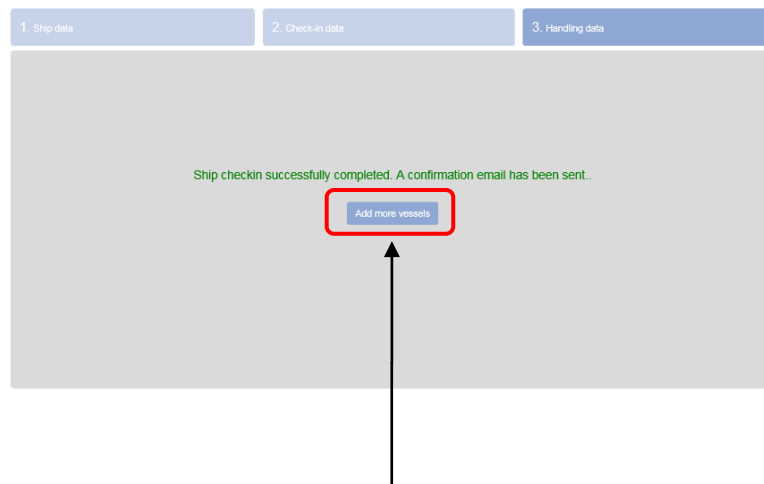 1. Ship data
2. Check-in data
3. Handling data
Ship checkin successfully completed. A confirmation email has been sent..
Add more vessels